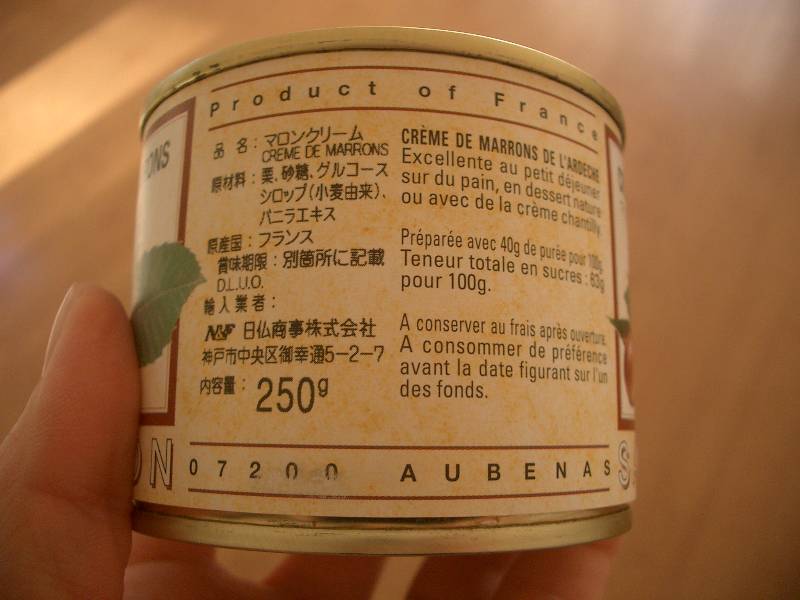 Product of France
品 名：マロンクリーム
CREME DE MARRONS
原材料：栗、砂糖、グルコース
シロップ(小麦由来)、
バニラエキス
原産国：フランス
賞味期限：別箇所に記載
D.L.U.O.
輸入業者：
N&F 日仏商事株式会社
神戸市中央区御幸通5-2-7
内容量：250g
CRÈME DE MARRONS DE L'ARDECHE
Excellente au petit déjeuner
sur du pain, en dessert nature
ou avec de la crème chantilly.
Préparée avec 40g de purée pour 100g
Teneur totale en sucres : 63g
pour 100g.
A conserver au frais après ouverture.
A consommer de préférence
avant la date figurant sur l'un
des fonds.
07200 AUBENAS